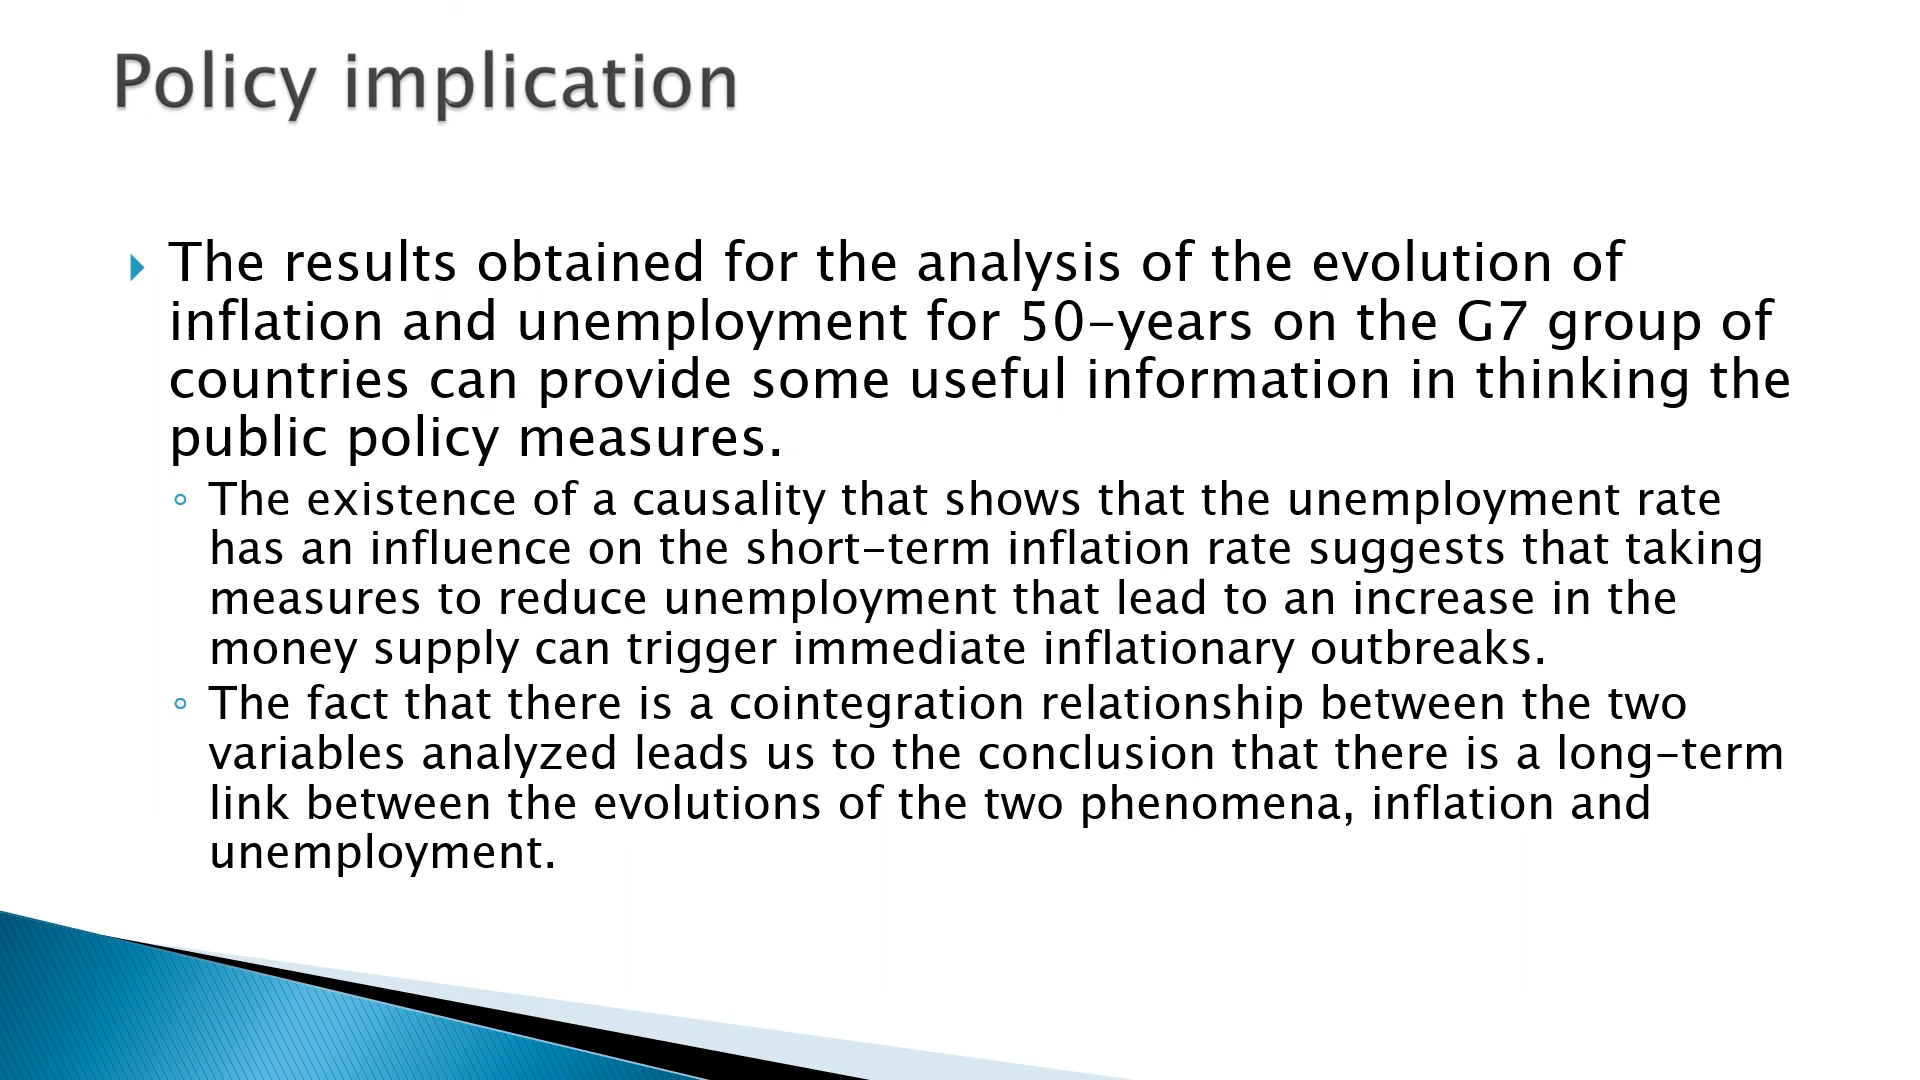 Policy implication
The results obtained for the analysis of the evolution of
inflation and unemployment for 50-years on the G7 group of
countries can provide some useful information in thinking the
public policy measures.
The existence of a causality that shows that the unemployment rate
has an influence on the short-term inflation rate suggests that taking
measures to reduce unemployment that lead to an increase in the
money supply can trigger immediate inflationary outbreaks.
The fact that there is a cointegration relationship between the two
variables analyzed leads us to the conclusion that there is a long-term
link between the evolutions of the two phenomena, inflation and
unemployment.